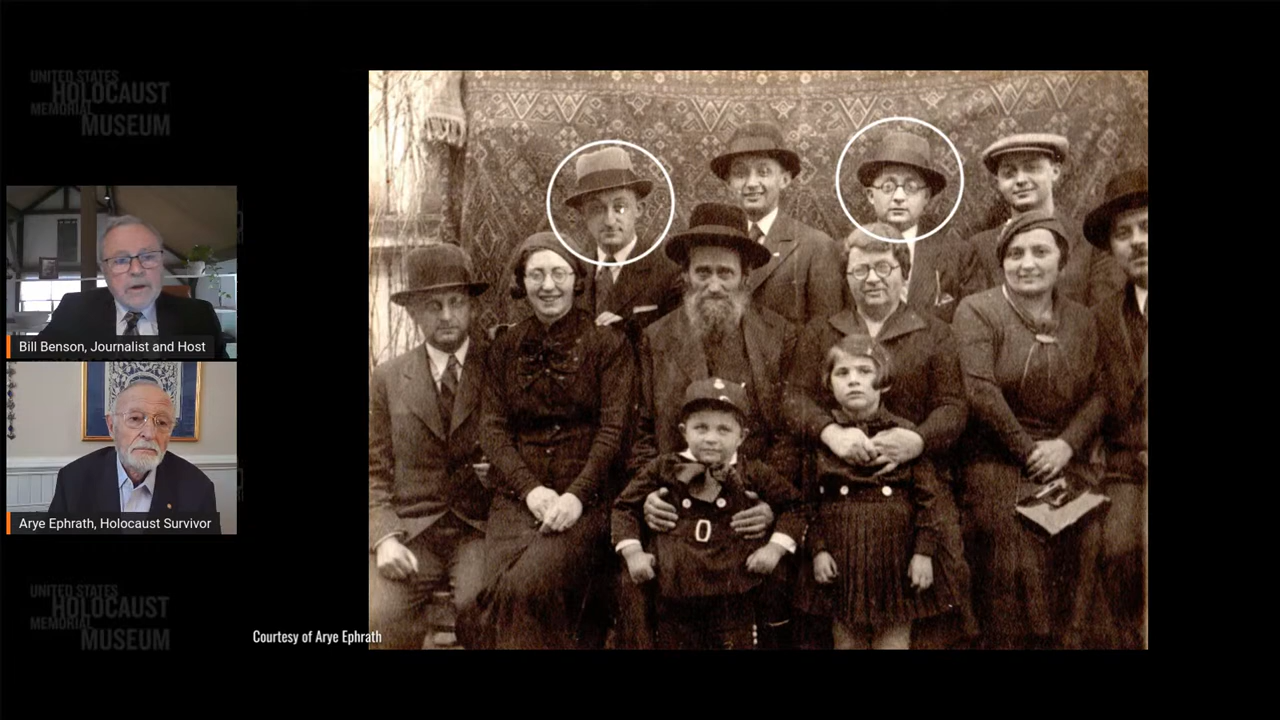 UNITED STATES
HOLOCAUST
MEMORIAL
MUSEUM
Bill Benson, Journalist and Host
Arye Ephrath, Holocaust Survivor
UNITED STATES
HOLOCAUST
MEMORIAL
MUSEUM
Courtesy of Arye Ephrath